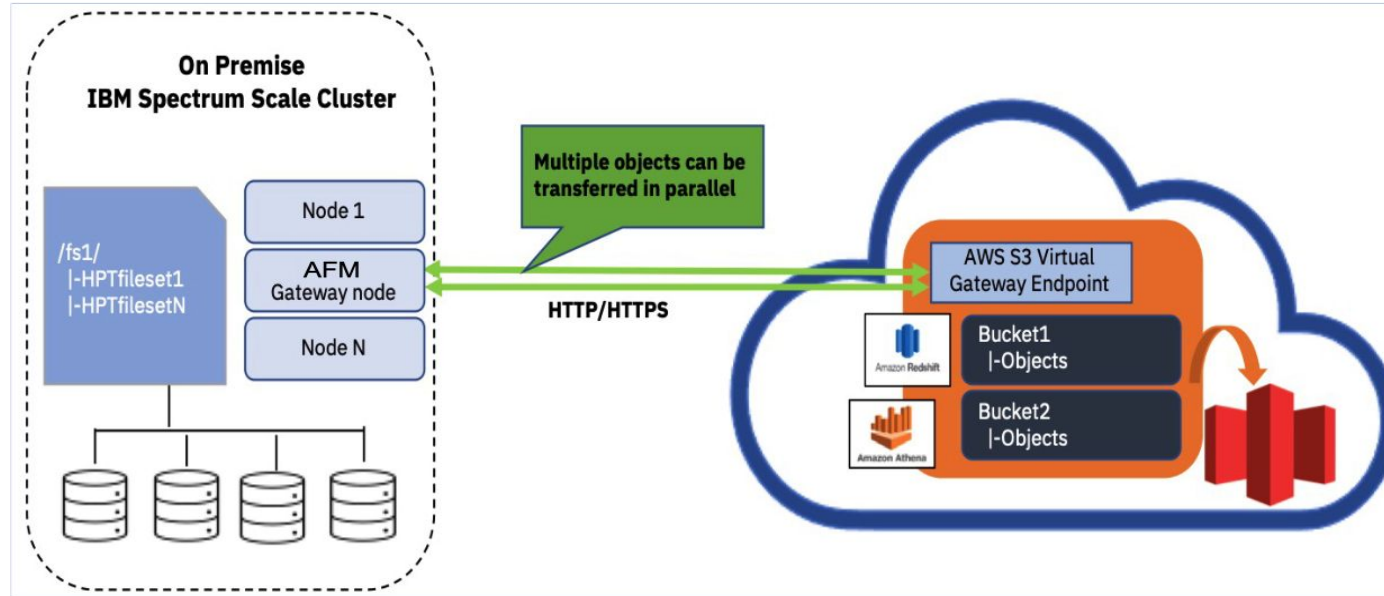 On Premise
IBM Spectrum Scale Cluster
/fs1/
|-HPTfileset1
|-HPTfilesetN
Node 1
AFM
Gateway node
Node N
Multiple objects can be
transferred in parallel
HTTP/HTTPS
AWS S3 Virtual
Gateway Endpoint
Amazon Redshift
Bucket1
|-Objects
Amazon Athena
Bucket2
|-Objects